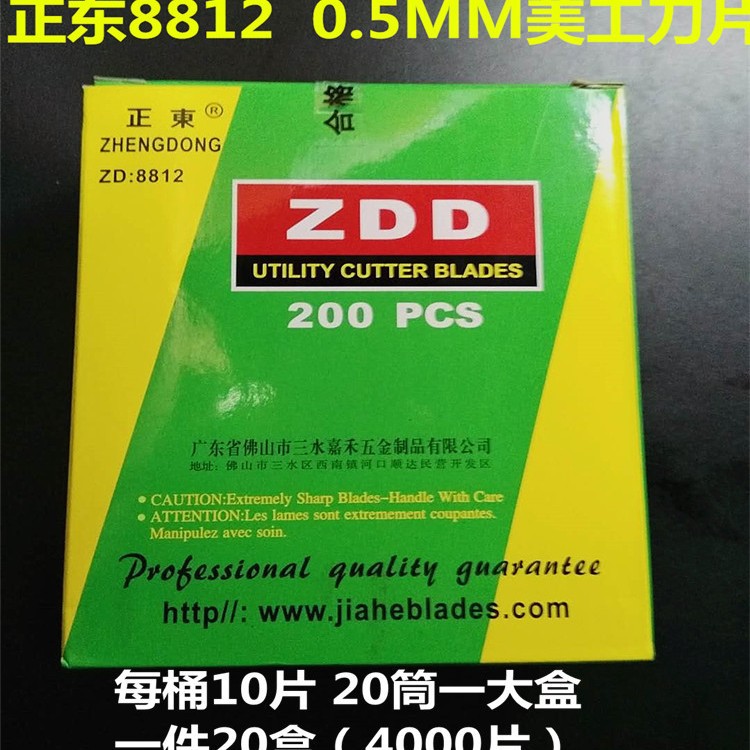 正东8812 0.5MM美工刀片
合格
正東®
ZHENGDONG
ZD:8812
ZDD
UTILITY CUTTER BLADES
200 PCS
广东省佛山市三水嘉禾五金制品有限公司
地址: 佛山市三水区西南镇河口顺达民营开发区
• CAUTION:Extremely Sharp Blades-Handle With Care
• ATTENTION:Les lames sont extremement coupantes.
Manipulez avec soin.
Professional quality guarantee
http//: www.jiaheblades.com
每桶10片 20筒一大盒
一件20盒（4000片）